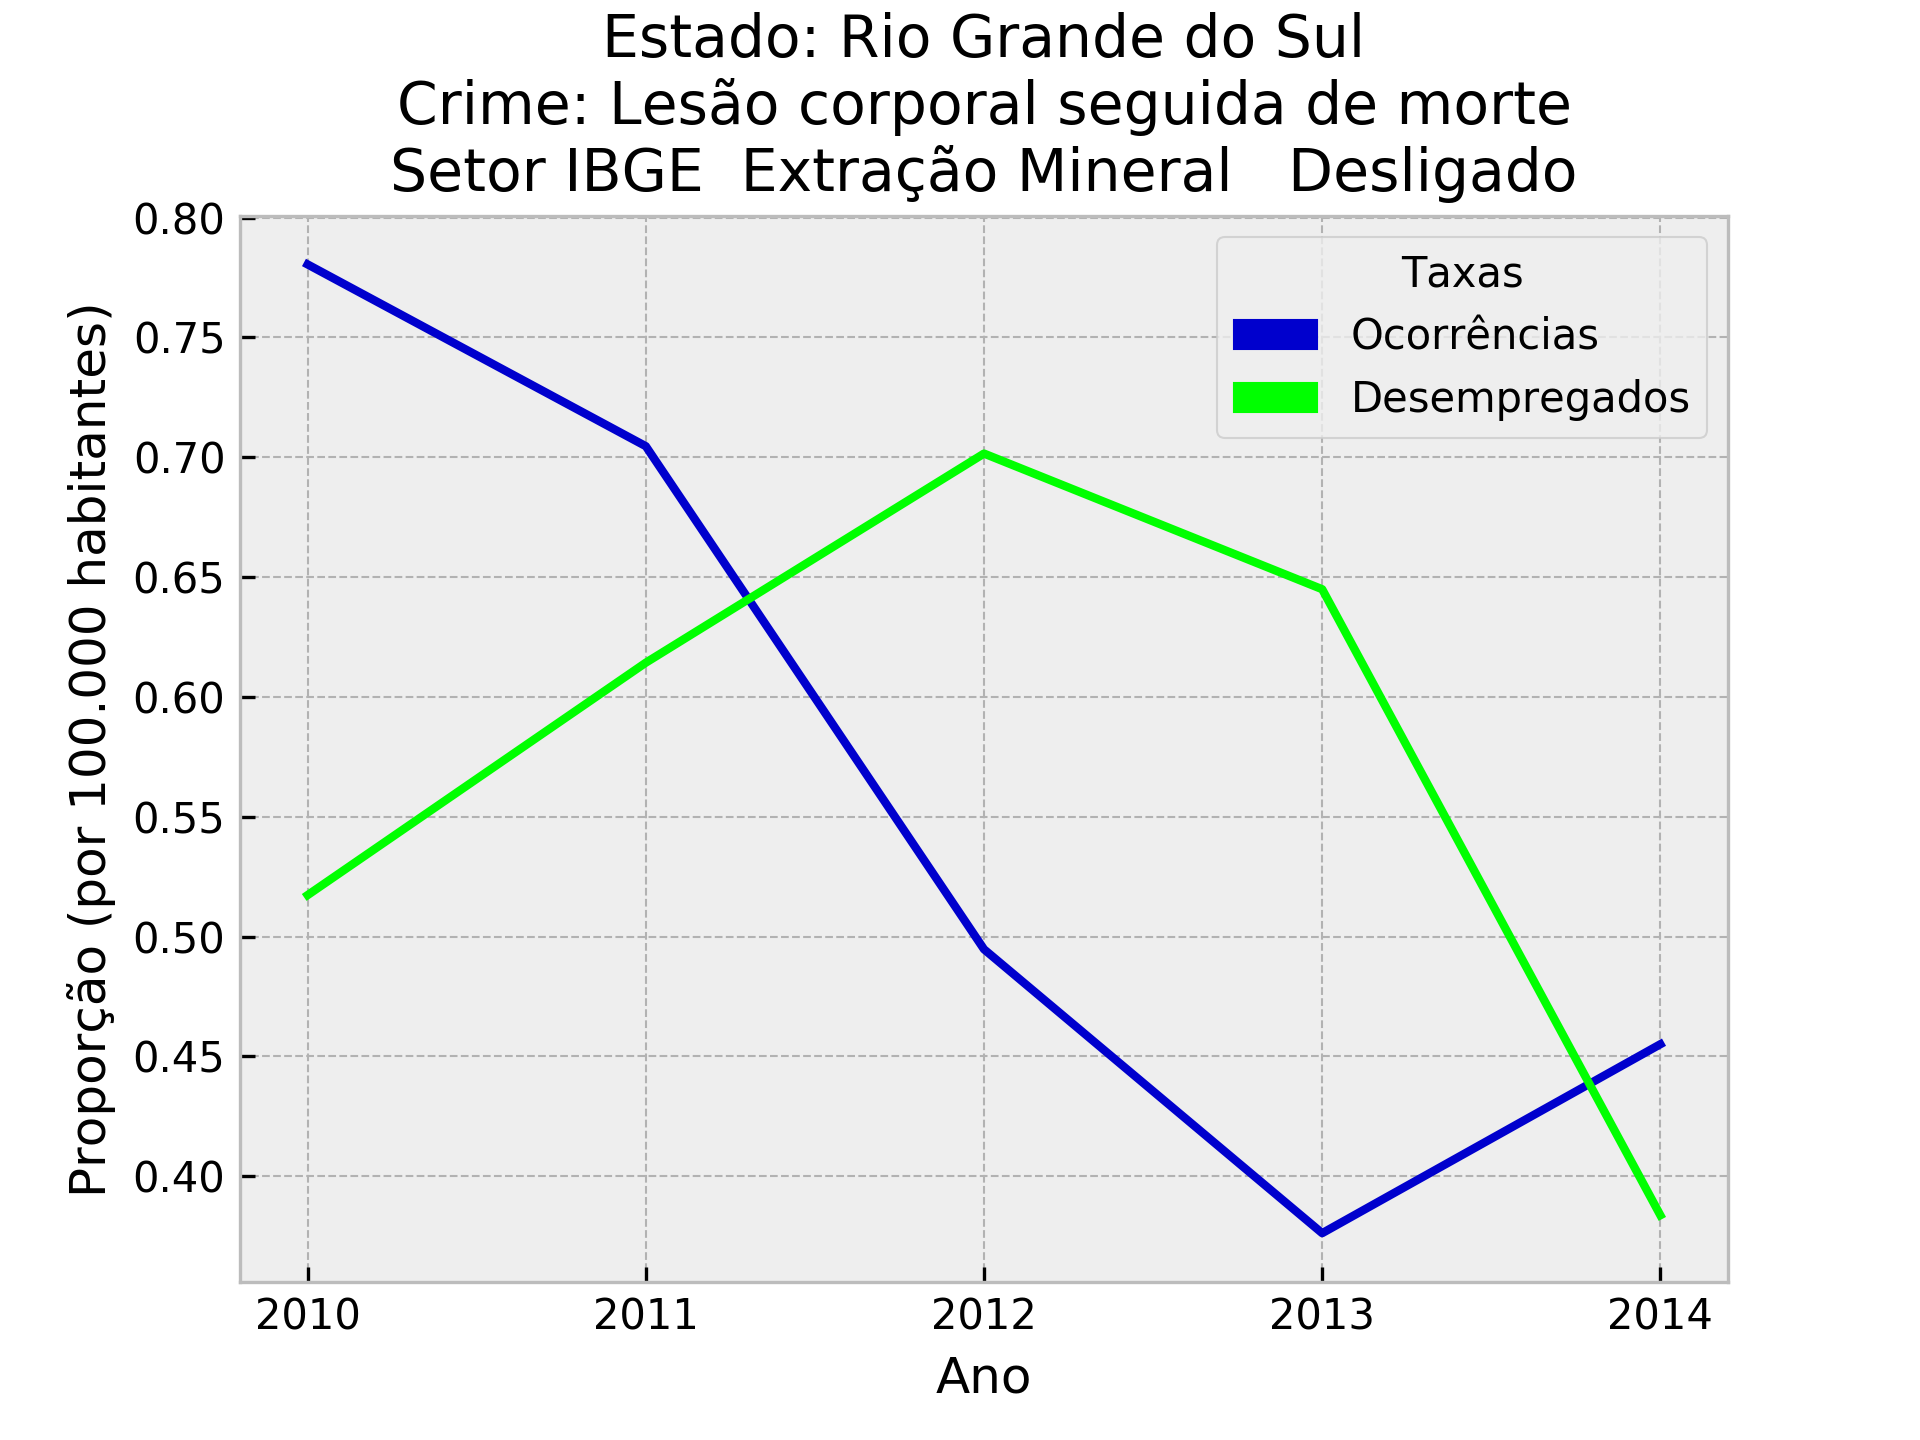 Estado: Rio Grande do Sul
Crime: Lesão corporal seguida de morte
Setor IBGE  Extração Mineral   Desligado
Proporção (por 100.000 habitantes)
0.80
0.75
0.70
0.65
0.60
0.55
0.50
0.45
0.40
Taxas
Ocorrências
Desempregados
2010 2011 2012 2013 2014
Ano